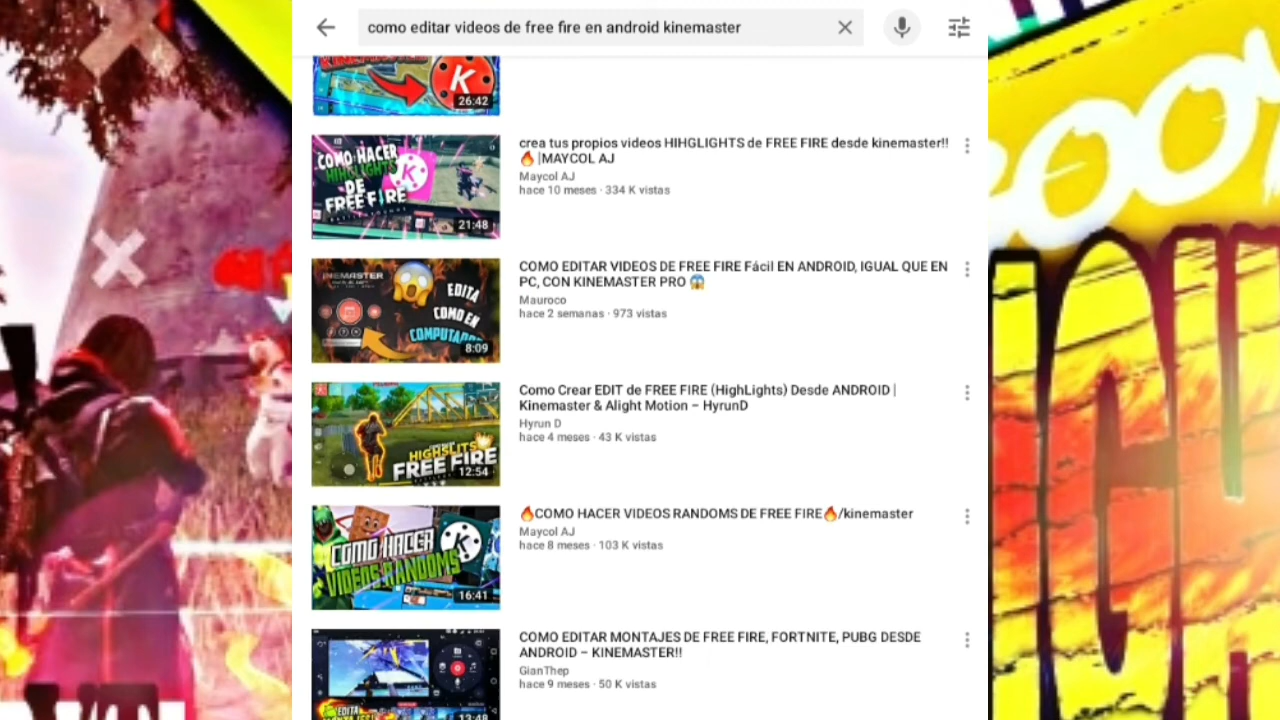 como editar videos de free fire en android kinemaster
K
26:42
crea tus propios videos HIHGLIGHTS de FREE FIRE desde kinemaster!!
🔥|MAYCOL AJ
Maycol AJ
hace 10 meses · 334 K vistas
COMO HACER
HIHGLIGHTS
DE
FREE FIRE
K
21:48
COMO EDITAR VIDEOS DE FREE FIRE Fácil EN ANDROID, IGUAL QUE EN
PC, CON KINEMASTER PRO 😱
Mauroco
hace 2 semanas · 973 vistas
KINEMASTER
EDITA
COMO EN
COMPUTADORA
8:09
Como Crear EDIT de FREE FIRE (HighLights) Desde ANDROID |
Kinemaster & Alight Motion – HyrunD
Hyrun D
hace 4 meses · 43 K vistas
HIGHSLITS
FREE FIRE
12:54
🔥COMO HACER VIDEOS RANDOMS DE FREE FIRE🔥/kinemaster
Maycol AJ
hace 8 meses · 103 K vistas
COMO HACER
VIDEOS RANDOMS
K
16:41
COMO EDITAR MONTAJES DE FREE FIRE, FORTNITE, PUBG DESDE
ANDROID – KINEMASTER!!
GianThep
hace 9 meses · 50 K vistas
EDITA
13:48